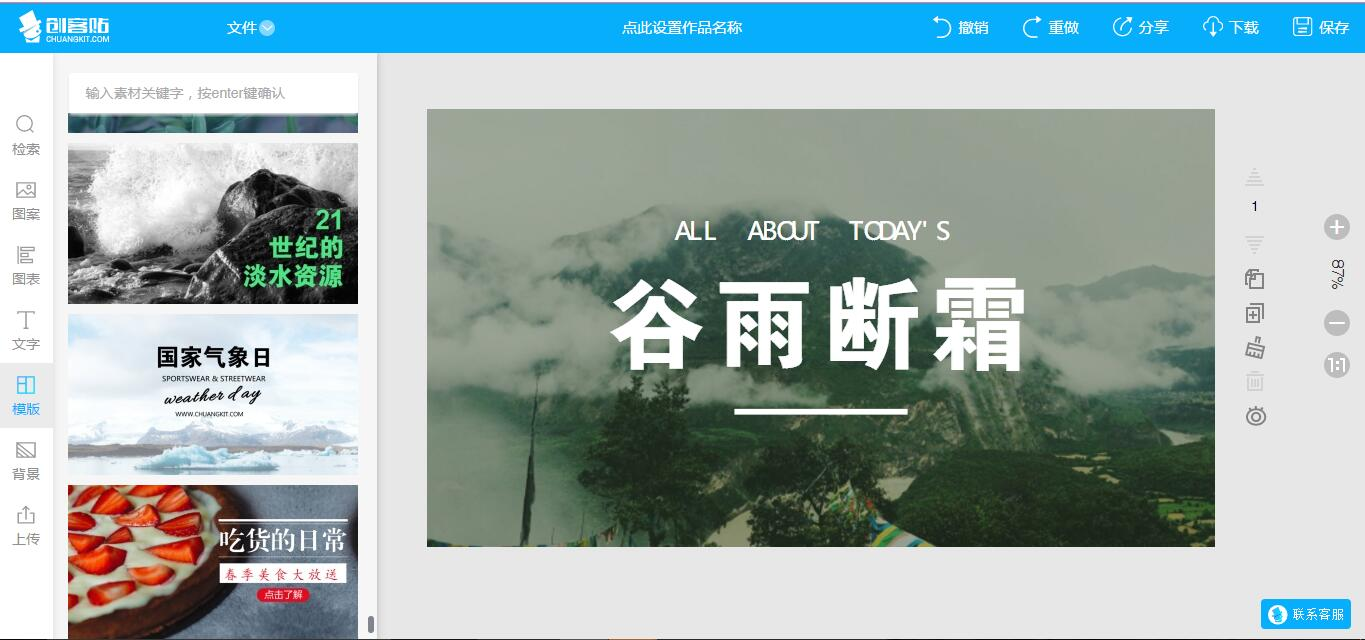 创客贴
CHUANGKIT.COM
文件
点此设置作品名称
撤销
重做
分享
下载
保存
输入素材关键字，按enter键确认
检索
图案
图表
文字
模版
背景
上传
21
世纪的
淡水资源
国家气象日
SPORTSWEAR & STREETWEAR
weather day
WWW.CHUANGKIT.COM
吃货的日常
春季美食大放送
点击了解
ALL ABOUT TODAY'S
谷雨断霜
1
87%
1:1
联系客服